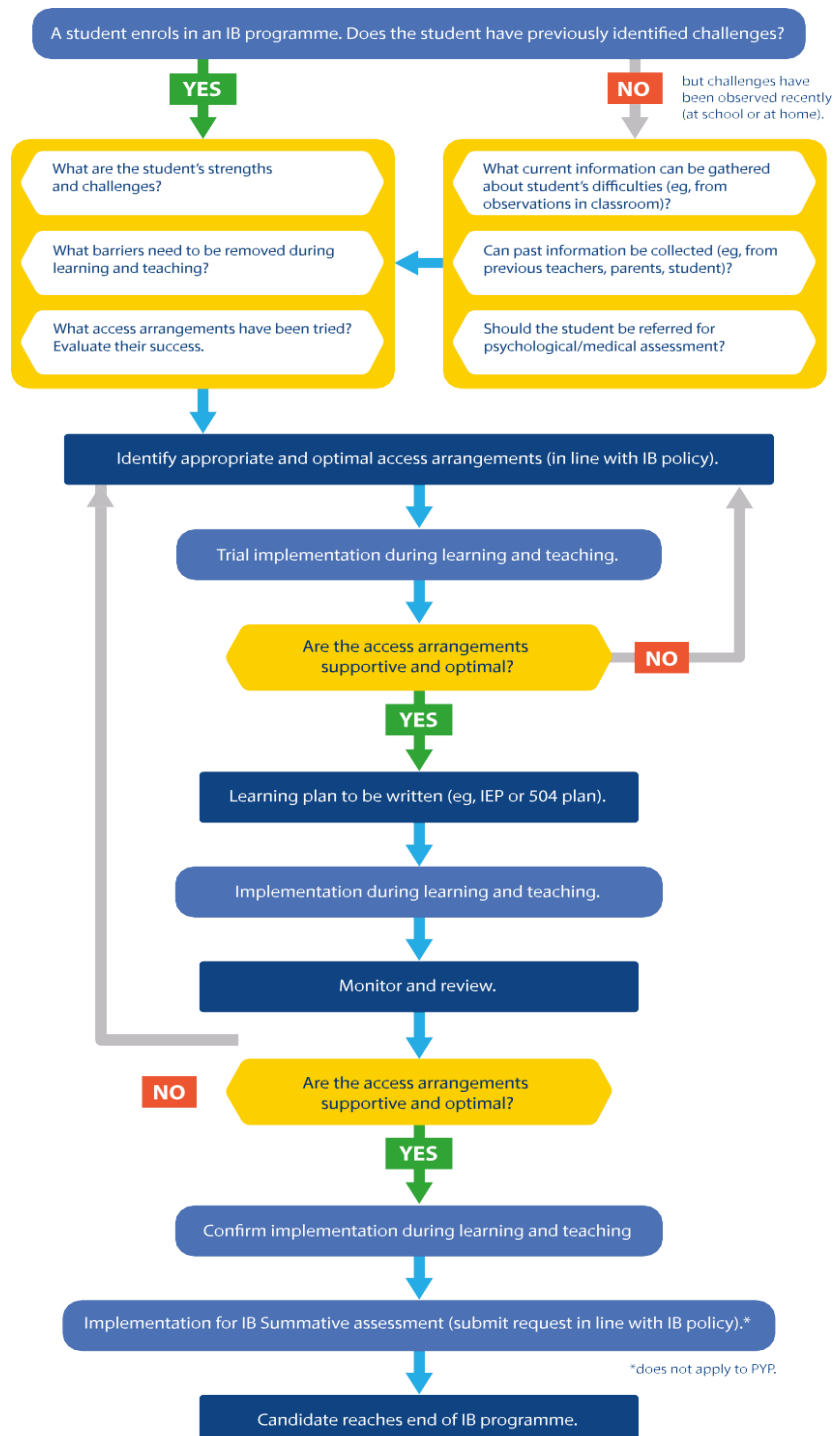 A student enrols in an IB programme. Does the student have previously identified challenges?
YES
NO
but challenges have
been observed recently
(at school or at home).
What are the student's strengths
and challenges?
What barriers need to be removed during
learning and teaching?
What access arrangements have been tried?
Evaluate their success.
What current information can be gathered
about student's difficulties (eg, from
observations in classroom)?
Can past information be collected (eg, from
previous teachers, parents, student)?
Should the student be referred for
psychological/medical assessment?
Identify appropriate and optimal access arrangements (in line with IB policy).
Trial implementation during learning and teaching.
Are the access arrangements
supportive and optimal?
NO
YES
Learning plan to be written (eg, IEP or 504 plan).
Implementation during learning and teaching.
Monitor and review.
Are the access arrangements
supportive and optimal?
NO
YES
Confirm implementation during learning and teaching
Implementation for IB Summative assessment (submit request in line with IB policy).*
*does not apply to PYP.
Candidate reaches end of IB programme.